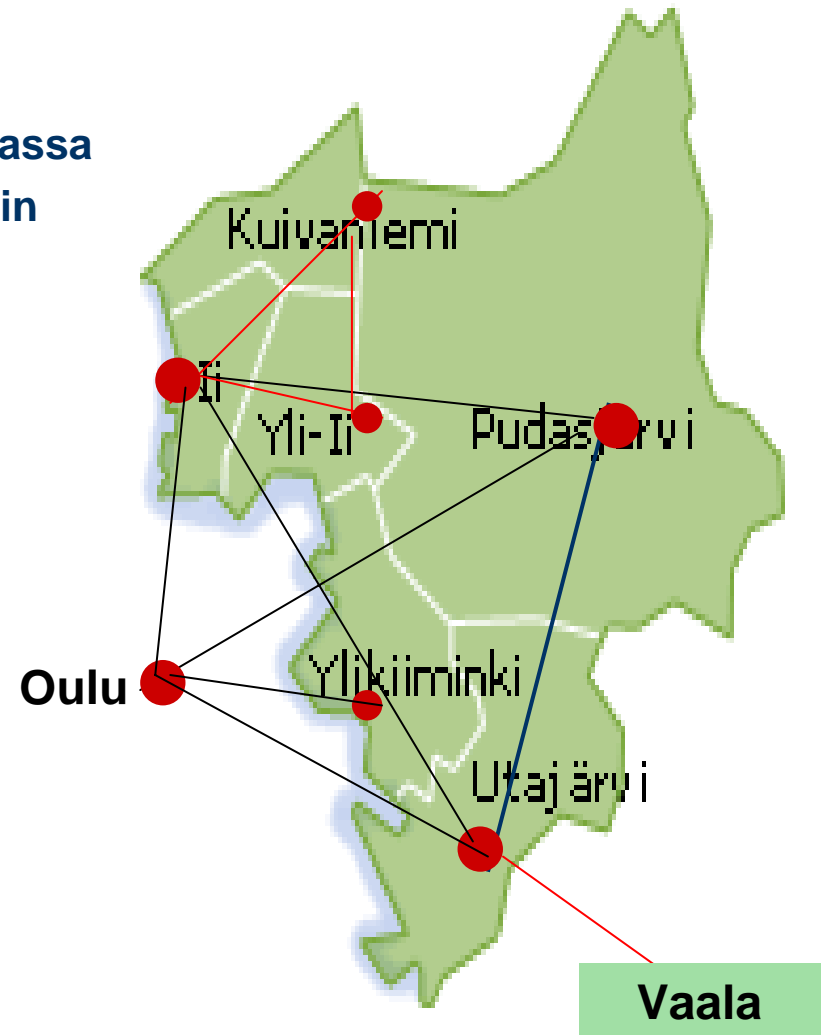 assa
in
Kuivaniemi
Ii
Yli-Ii
Pudasjärvi
Oulu
Ylikiiminki
Utajärvi
Vaala